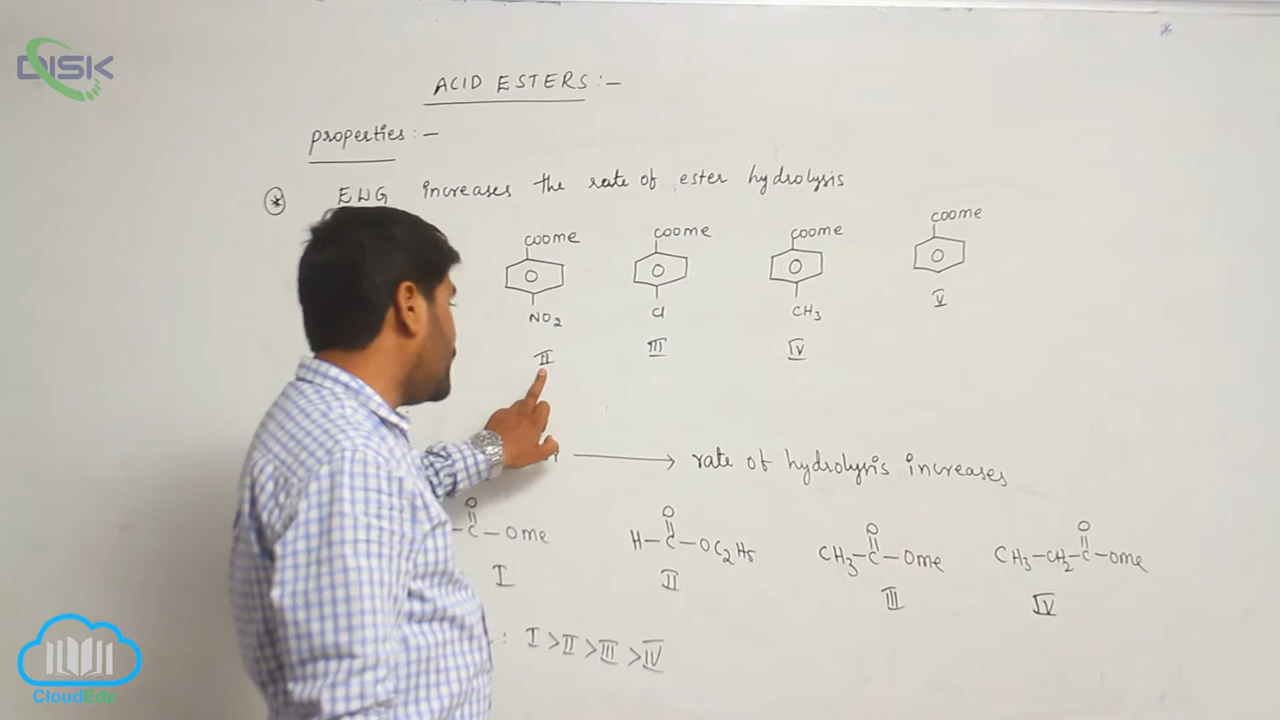 DISK
ACID ESTERS :-
properties :-
* EWG increases the rate of ester hydrolysis
COOMe COOMe COOMe COOMe
NO2 Cl CH3
II III IV V
→ rate of hydrolysis increases
O O O O
-C-OMe H-C-OC2H5 CH3-C-OMe CH3-CH2-C-OMe
I II III IV
: I > II > III > IV
CloudEdz